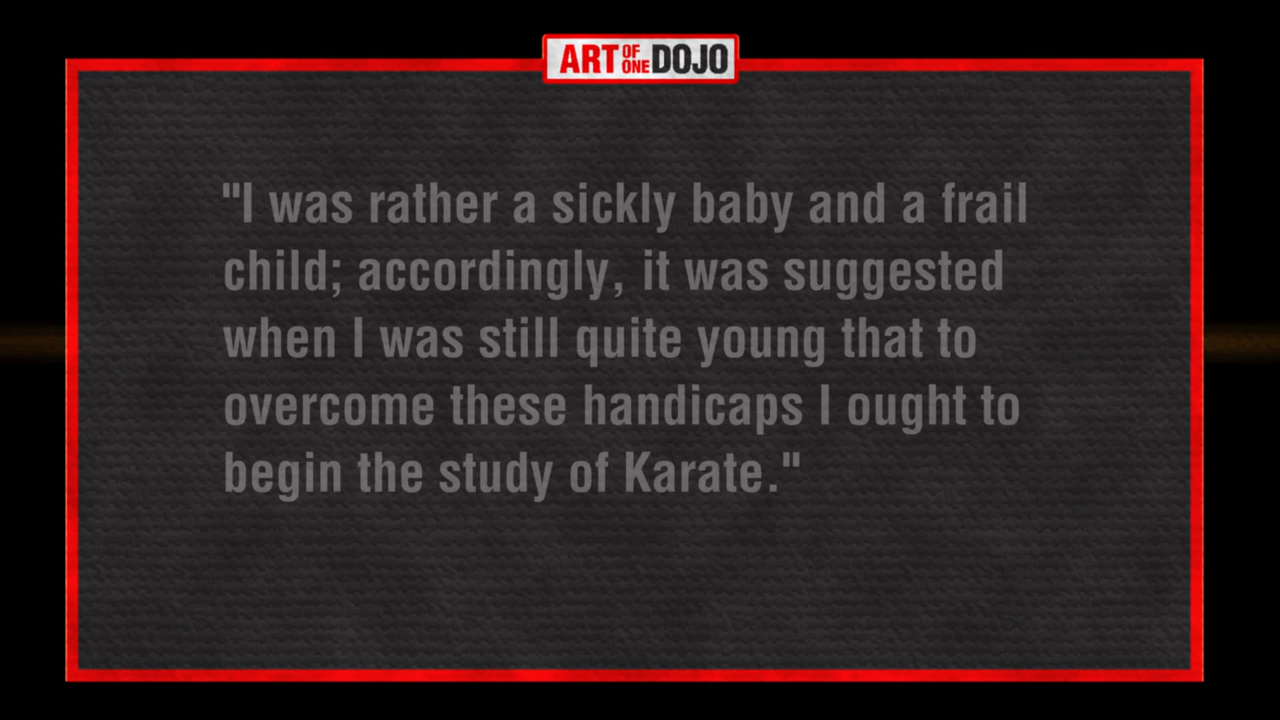 ART OF ONE DOJO
"I was rather a sickly baby and a frail
child; accordingly, it was suggested
when I was still quite young that to
overcome these handicaps I ought to
begin the study of Karate."